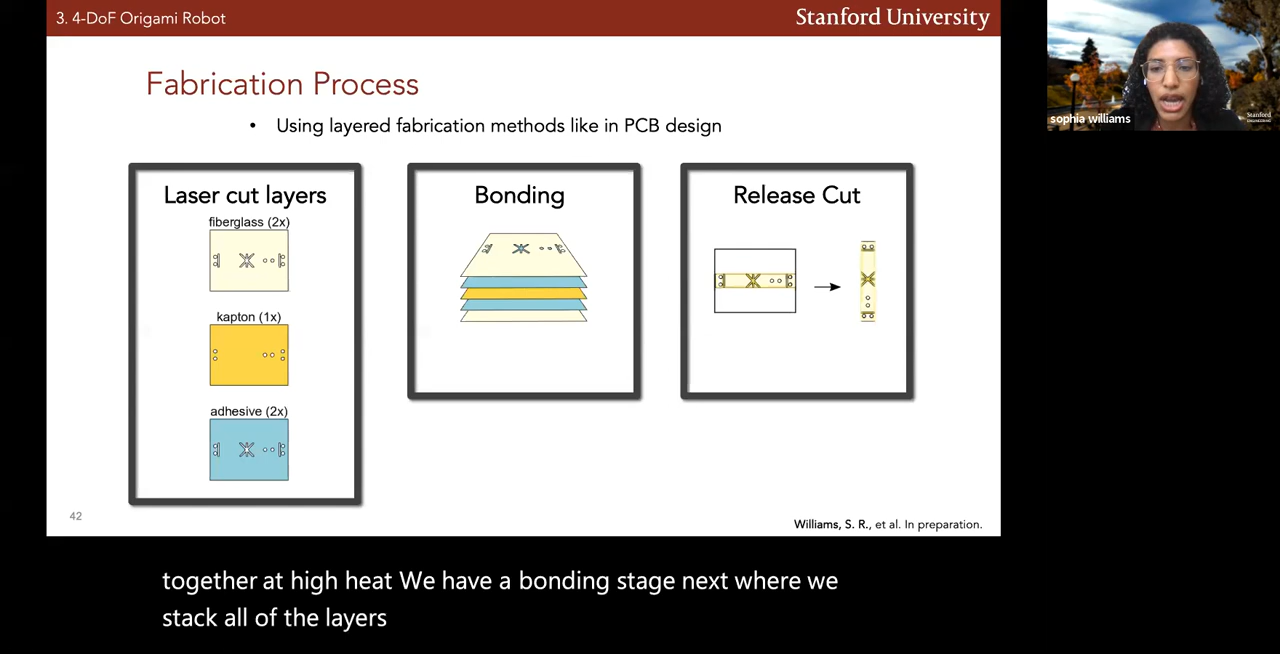 3. 4-DoF Origami Robot
Stanford University
Fabrication Process
• Using layered fabrication methods like in PCB design
Laser cut layers
fiberglass (2x)
kapton (1x)
adhesive (2x)
Bonding
Release Cut
42
Williams, S. R., et al. In preparation.
sophia williams
Stanford
ENGINEERING
together at high heat We have a bonding stage next where we
stack all of the layers